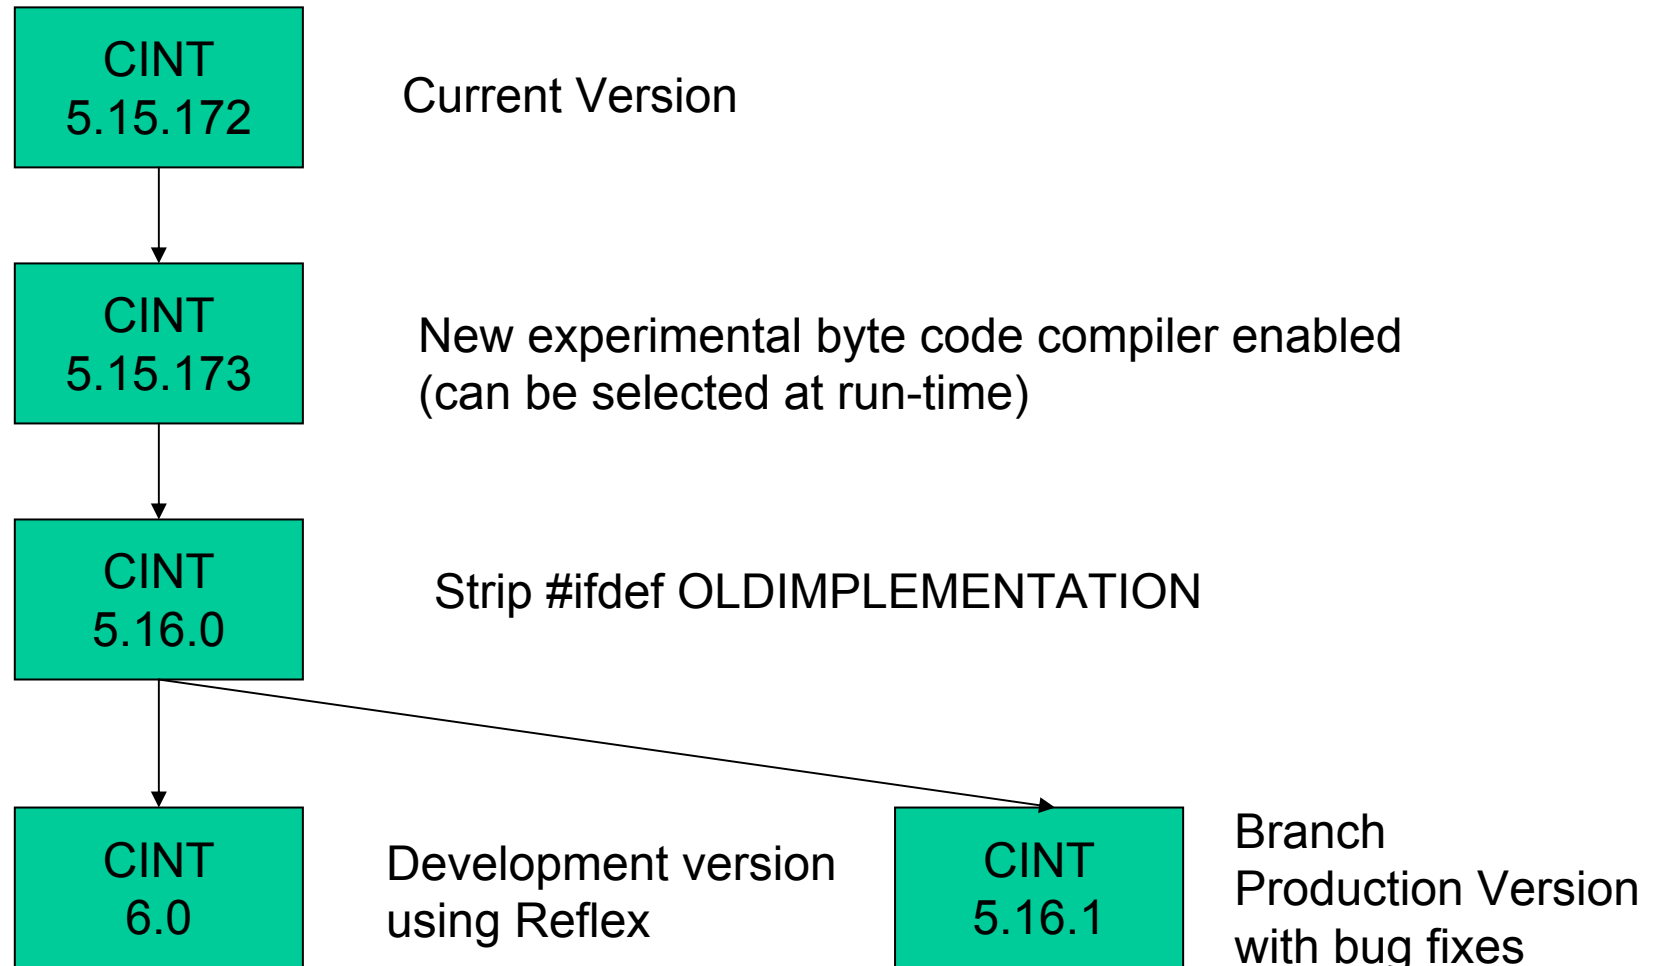 CINT
5.15.172
Current Version
CINT
5.15.173
New experimental byte code compiler enabled
(can be selected at run-time)
CINT
5.16.0
Strip #ifdef OLDIMPLEMENTATION
CINT
6.0
Development version
using Reflex
CINT
5.16.1
Branch
Production Version
with bug fixes